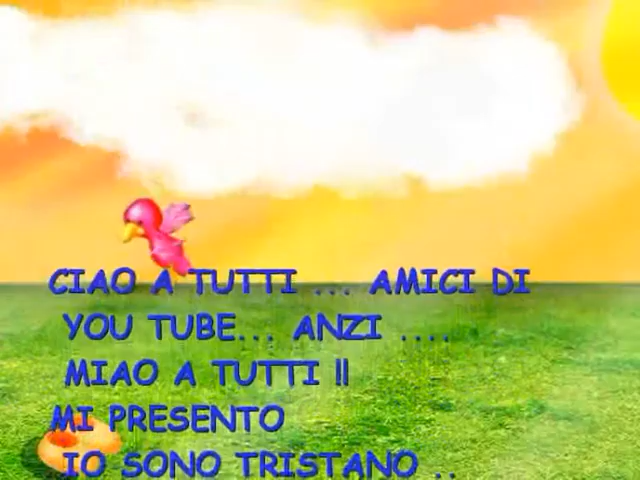 CIAO A TUTTI ... AMICI DI
YOU TUBE... ANZI ....
MIAO A TUTTI !!
MI PRESENTO
IO SONO TRISTANO ..